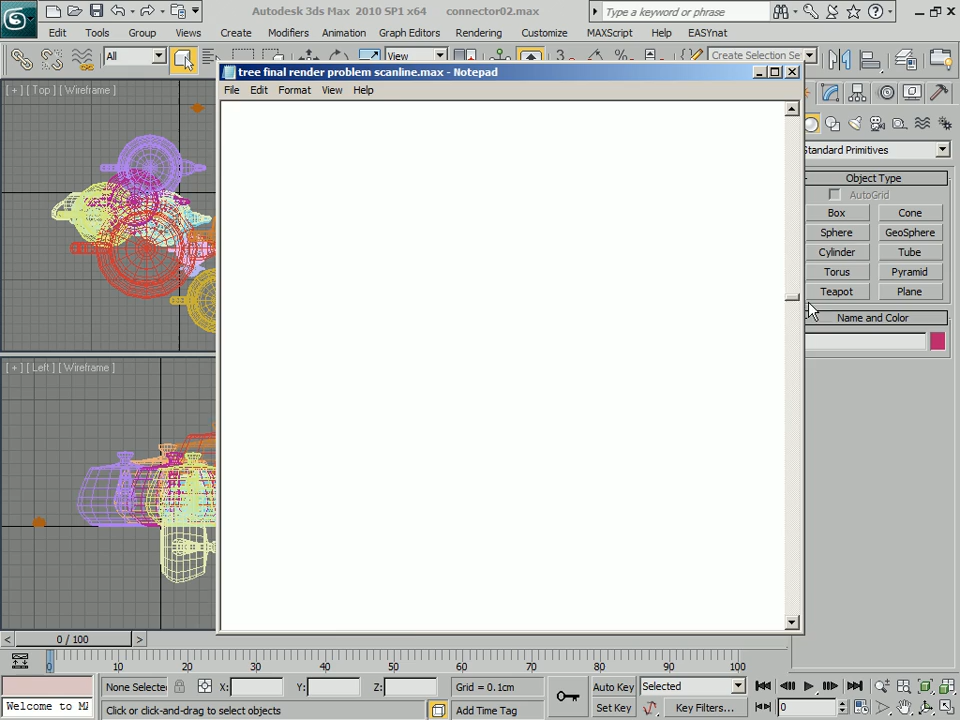 Autodesk 3ds Max 2010 SP1 x64 connector02.max
Type a keyword or phrase
Edit Tools Group Views Create Modifiers Animation Graph Editors Rendering Customize MAXScript Help EASYnat
All
View
3
Create Selection Se
tree final render problem scanline.max - Notepad
File Edit Format View Help
[ + ] [ Top ] [ Wireframe ]
[ + ] [ Left ] [ Wireframe ]
Standard Primitives
- Object Type
AutoGrid
Box Cone
Sphere GeoSphere
Cylinder Tube
Torus Pyramid
Teapot Plane
- Name and Color
< 0 / 100 >
0 10 20 30 40 50 60 70 80 90 100
None Selecte X: Y: Z: Grid = 0.1cm Auto Key Selected
Welcome to M Click or click-and-drag to select objects Add Time Tag Set Key Key Filters... 0